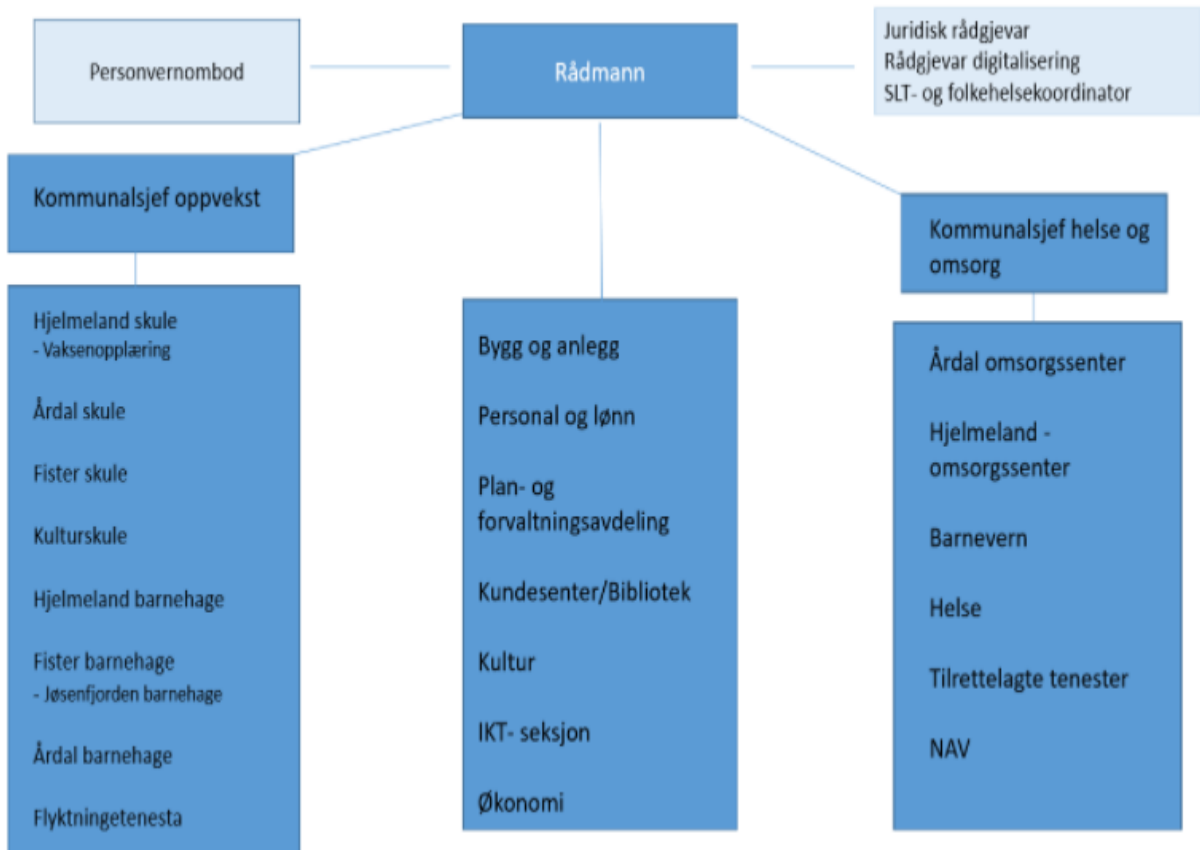 Personvernombod
Rådmann
Juridisk rådgjevar
Rådgjevar digitalisering
SLT- og folkehelsekoordinator
Kommunalsjef oppvekst
Hjelmeland skule
- Vaksenopplæring
Årdal skule
Fister skule
Kulturskule
Hjelmeland barnehage
Fister barnehage
- Jøsenfjorden barnehage
Årdal barnehage
Flyktningetenesta
Bygg og anlegg
Personal og lønn
Plan- og
forvaltningsavdeling
Kundesenter/Bibliotek
Kultur
IKT- seksjon
Økonomi
Kommunalsjef helse og
omsorg
Årdal omsorgssenter
Hjelmeland -
omsorgssenter
Barnevern
Helse
Tilrettelagte tenester
NAV